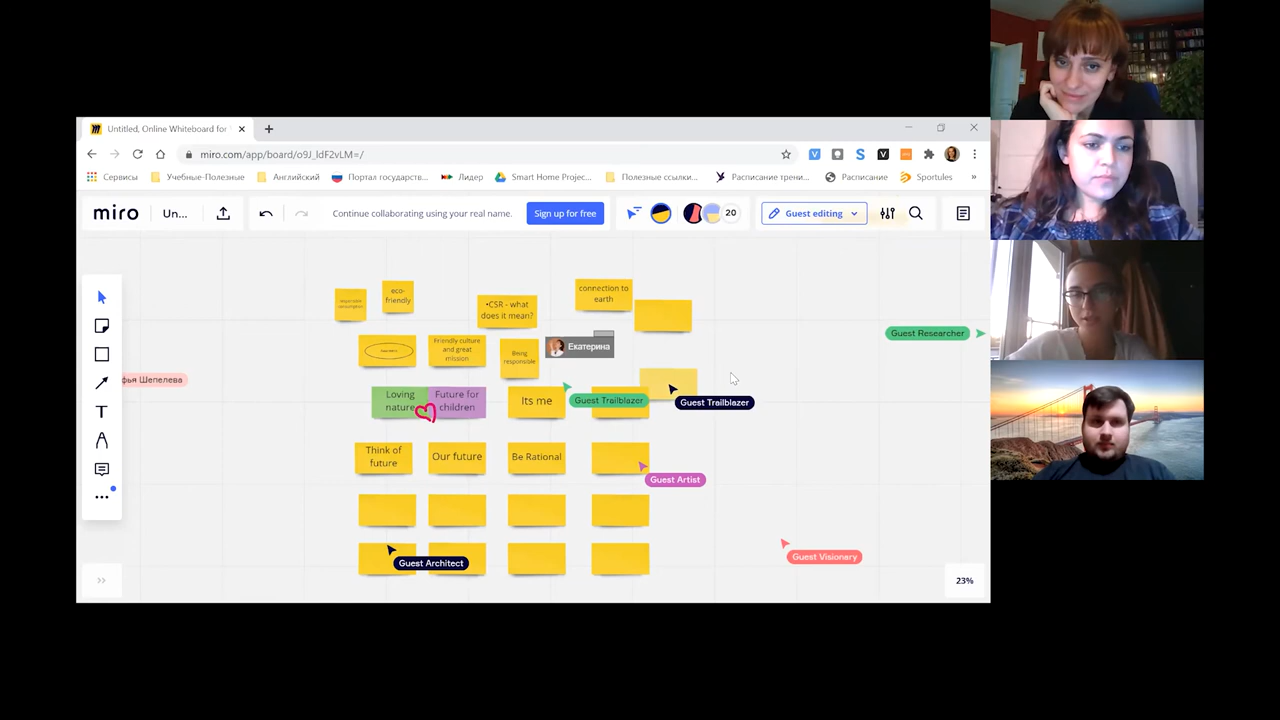 Untitled, Online Whiteboard for
miro.com/app/board/o9J_ldF2vLM=/
Сервисы
Учебные-Полезные
Английский
Портал государств...
Лидер
Smart Home Projec...
Полезные ссылки...
Расписание трени...
Расписание
Sportules
»
miro
Un...
Continue collaborating using your real name.
Sign up for free
20
Guest editing
eco-
friendly
•CSR - what
does it mean?
connection to
earth
Friendly culture
and great
mission
Being
responsible
Екатерина
Guest Researcher
фья Шепелева
Loving
nature
Future for
children
Its me
Guest Trailblazer
Guest Trailblazer
Think of
future
Our future
Be Rational
Guest Artist
Guest Architect
Guest Visionary
23%